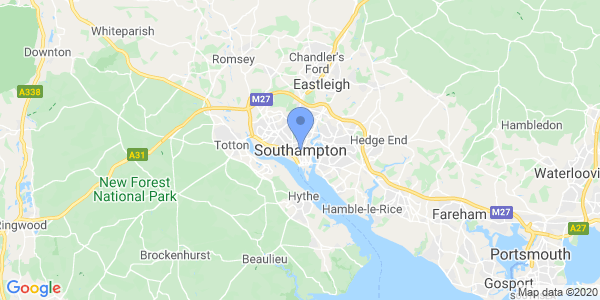 Whiteparish
Downton
Romsey
Chandler's
Ford
Eastleigh
A338
M27
Hambledon
Totton
Southampton
Hedge End
A31
New Forest
National Park
Waterloovi
Hythe
Hamble-le-Rice
Fareham
M27
A27
Ringwood
Brockenhurst
Beaulieu
Portsmouth
Gosport
Google
Map data ©2020